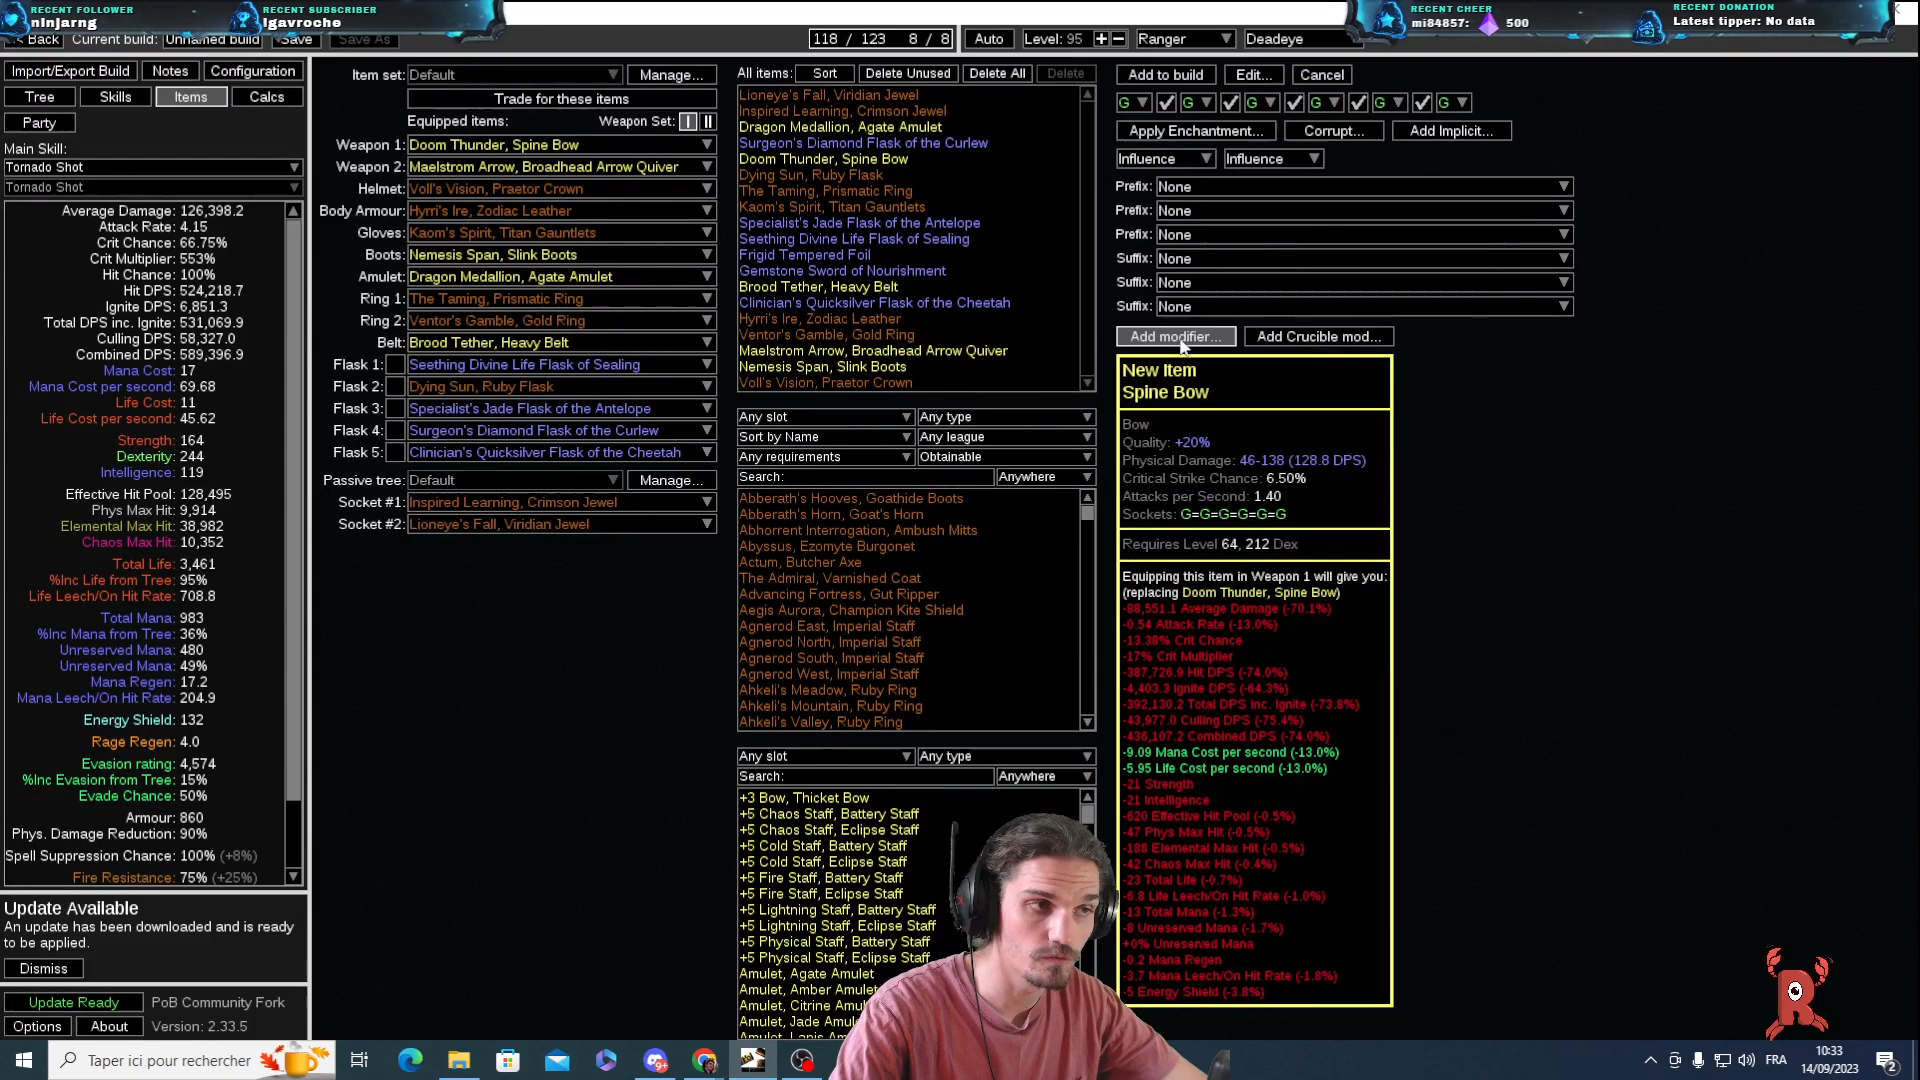 RECENT FOLLOWER
n1njarng
RECENT SUBSCRIBER
lgavroche
RECENT CHEER
mi84857: 500
RECENT DONATION
Latest tipper: No data
<< Back
Current build:
Unnamed build
Save
Save As
118 / 123 8 / 8
Auto
Level: 95
+
-
Ranger
Deadeye
Import/Export Build
Notes
Configuration
Tree
Skills
Items
Calcs
Party
Main Skill:
Tornado Shot
Tornado Shot
Average Damage: 126,398.2
Attack Rate: 4.15
Crit Chance: 66.75%
Crit Multiplier: 553%
Hit Chance: 100%
Hit DPS: 524,218.7
Ignite DPS: 6,851.3
Total DPS inc. Ignite: 531,069.9
Culling DPS: 58,327.0
Combined DPS: 589,396.9
Mana Cost: 17
Mana Cost per second: 69.68
Life Cost: 11
Life Cost per second: 45.62
Strength: 164
Dexterity: 244
Intelligence: 119
Effective Hit Pool: 128,495
Phys Max Hit: 9,914
Elemental Max Hit: 38,982
Chaos Max Hit: 10,352
Total Life: 3,461
%Inc Life from Tree: 95%
Life Leech/On Hit Rate: 708.8
Total Mana: 983
%Inc Mana from Tree: 36%
Unreserved Mana: 480
Unreserved Mana: 49%
Mana Regen: 17.2
Mana Leech/On Hit Rate: 204.9
Energy Shield: 132
Rage Regen: 4.0
Evasion rating: 4,574
%Inc Evasion from Tree: 15%
Evade Chance: 50%
Armour: 860
Phys. Damage Reduction: 90%
Spell Suppression Chance: 100% (+8%)
Fire Resistance: 75% (+25%)
Update Available
An update has been downloaded and is ready
to be applied.
Dismiss
Update Ready
PoB Community Fork
Options
About
Version: 2.33.5
Item set: Default
Manage...
Trade for these items
Equipped items:
Weapon Set: I II
Weapon 1: Doom Thunder, Spine Bow
Weapon 2: Maelstrom Arrow, Broadhead Arrow Quiver
Helmet: Voll's Vision, Praetor Crown
Body Armour: Hyrri's Ire, Zodiac Leather
Gloves: Kaom's Spirit, Titan Gauntlets
Boots: Nemesis Span, Slink Boots
Amulet: Dragon Medallion, Agate Amulet
Ring 1: The Taming, Prismatic Ring
Ring 2: Ventor's Gamble, Gold Ring
Belt: Brood Tether, Heavy Belt
Flask 1: Seething Divine Life Flask of Sealing
Flask 2: Dying Sun, Ruby Flask
Flask 3: Specialist's Jade Flask of the Antelope
Flask 4: Surgeon's Diamond Flask of the Curlew
Flask 5: Clinician's Quicksilver Flask of the Cheetah
Passive tree: Default
Manage...
Socket #1: Inspired Learning, Crimson Jewel
Socket #2: Lioneye's Fall, Viridian Jewel
All items:
Sort
Delete Unused
Delete All
Delete
Lioneye's Fall, Viridian Jewel
Inspired Learning, Crimson Jewel
Dragon Medallion, Agate Amulet
Surgeon's Diamond Flask of the Curlew
Doom Thunder, Spine Bow
Dying Sun, Ruby Flask
The Taming, Prismatic Ring
Kaom's Spirit, Titan Gauntlets
Specialist's Jade Flask of the Antelope
Seething Divine Life Flask of Sealing
Frigid Tempered Foil
Gemstone Sword of Nourishment
Brood Tether, Heavy Belt
Clinician's Quicksilver Flask of the Cheetah
Hyrri's Ire, Zodiac Leather
Ventor's Gamble, Gold Ring
Maelstrom Arrow, Broadhead Arrow Quiver
Nemesis Span, Slink Boots
Voll's Vision, Praetor Crown
Any slot
Any type
Sort by Name
Any league
Any requirements
Obtainable
Search:
Anywhere
Abberath's Hooves, Goathide Boots
Abberath's Horn, Goat's Horn
Abhorrent Interrogation, Ambush Mitts
Abyssus, Ezomyte Burgonet
Actum, Butcher Axe
The Admiral, Varnished Coat
Advancing Fortress, Gut Ripper
Aegis Aurora, Champion Kite Shield
Agnerod East, Imperial Staff
Agnerod North, Imperial Staff
Agnerod South, Imperial Staff
Agnerod West, Imperial Staff
Ahkeli's Meadow, Ruby Ring
Ahkeli's Mountain, Ruby Ring
Ahkeli's Valley, Ruby Ring
Any slot
Any type
Search:
Anywhere
+3 Bow, Thicket Bow
+5 Chaos Staff, Battery Staff
+5 Chaos Staff, Eclipse Staff
+5 Cold Staff, Battery Staff
+5 Cold Staff, Eclipse Staff
+5 Fire Staff, Battery Staff
+5 Fire Staff, Eclipse Staff
+5 Lightning Staff, Battery Staff
+5 Lightning Staff, Eclipse Staff
+5 Physical Staff, Battery Staff
+5 Physical Staff, Eclipse Staff
Amulet, Agate Amulet
Amulet, Amber Amule
Amulet, Citrine Amul
Amulet, Jade Amul
Amulet, Lapis Am
Add to build
Edit...
Cancel
G G G G G G
Apply Enchantment...
Corrupt...
Add Implicit...
Influence
Influence
Prefix: None
Prefix: None
Prefix: None
Suffix: None
Suffix: None
Suffix: None
Add modifier...
Add Crucible mod...
New Item
Spine Bow
Bow
Quality: +20%
Physical Damage: 46-138 (128.8 DPS)
Critical Strike Chance: 6.50%
Attacks per Second: 1.40
Sockets: G=G=G=G=G=G
Requires Level 64, 212 Dex
Equipping this item in Weapon 1 will give you:
(replacing Doom Thunder, Spine Bow)
-88,551.1 Average Damage (-70.1%)
-0.54 Attack Rate (-13.0%)
-13.38% Crit Chance
-17% Crit Multiplier
-387,726.9 Hit DPS (-74.0%)
-4,403.3 Ignite DPS (-64.3%)
-392,130.2 Total DPS inc. Ignite (-73.8%)
-43,977.0 Culling DPS (-75.4%)
-436,107.2 Combined DPS (-74.0%)
-9.09 Mana Cost per second (-13.0%)
-5.95 Life Cost per second (-13.0%)
-21 Strength
-21 Intelligence
-620 Effective Hit Pool (-0.5%)
-47 Phys Max Hit (-0.5%)
-188 Elemental Max Hit (-0.5%)
-42 Chaos Max Hit (-0.4%)
-23 Total Life (-0.7%)
-6.8 Life Leech/On Hit Rate (-1.0%)
-13 Total Mana (-1.3%)
-8 Unreserved Mana (-1.7%)
+0% Unreserved Mana
-0.2 Mana Regen
-3.7 Mana Leech/On Hit Rate (-1.8%)
-5 Energy Shield (-3.8%)
R
Taper ici pour rechercher
9+
FRA
10:33
14/09/2023
2